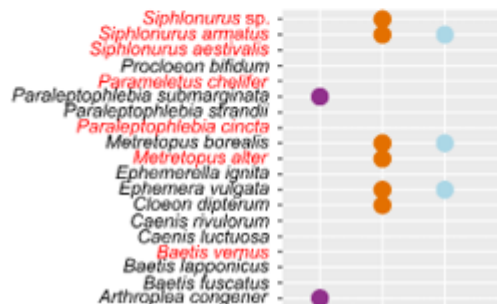 Siphlonurus sp.
Siphlonurus armatus
Siphlonurus aestivalis
Procloeon bifidum
Parameletus chelifer
Paraleptophlebia submarginata
Paraleptophlebia strandii
Paraleptophlebia cincta
Metretopus borealis
Metretopus alter
Ephemerella ignita
Ephemera vulgata
Cloeon dipterum
Caenis rivulorum
Caenis luctuosa
Baetis vernus
Baetis lapponicus
Baetis fuscatus
Arthroplea congener